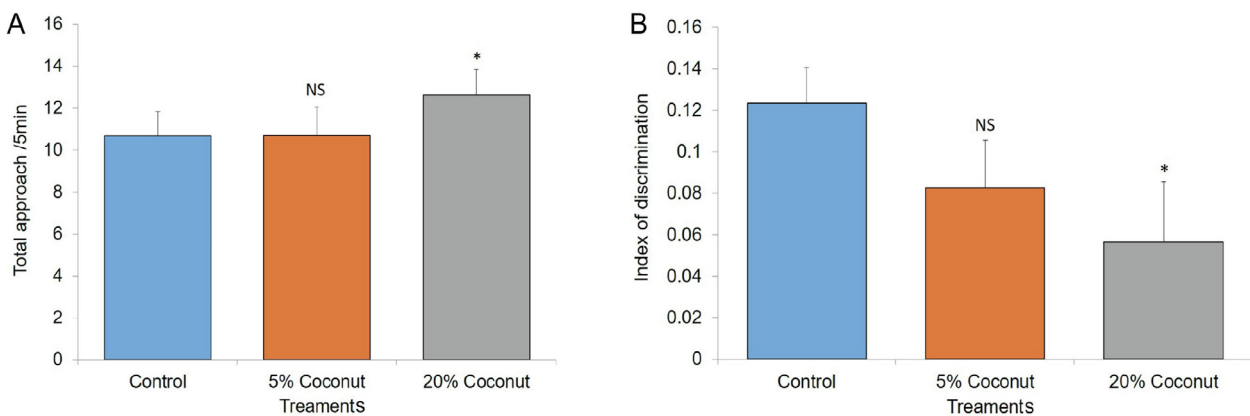 A
Total approach /5min
16
14
12
10
8
6
4
2
0
NS
*
Control
5% Coconut
20% Coconut
Treaments
B
Index of discrimination
0.16
0.14
0.12
0.1
0.08
0.06
0.04
0.02
0
NS
*
Control
5% Coconut
20% Coconut
Treaments